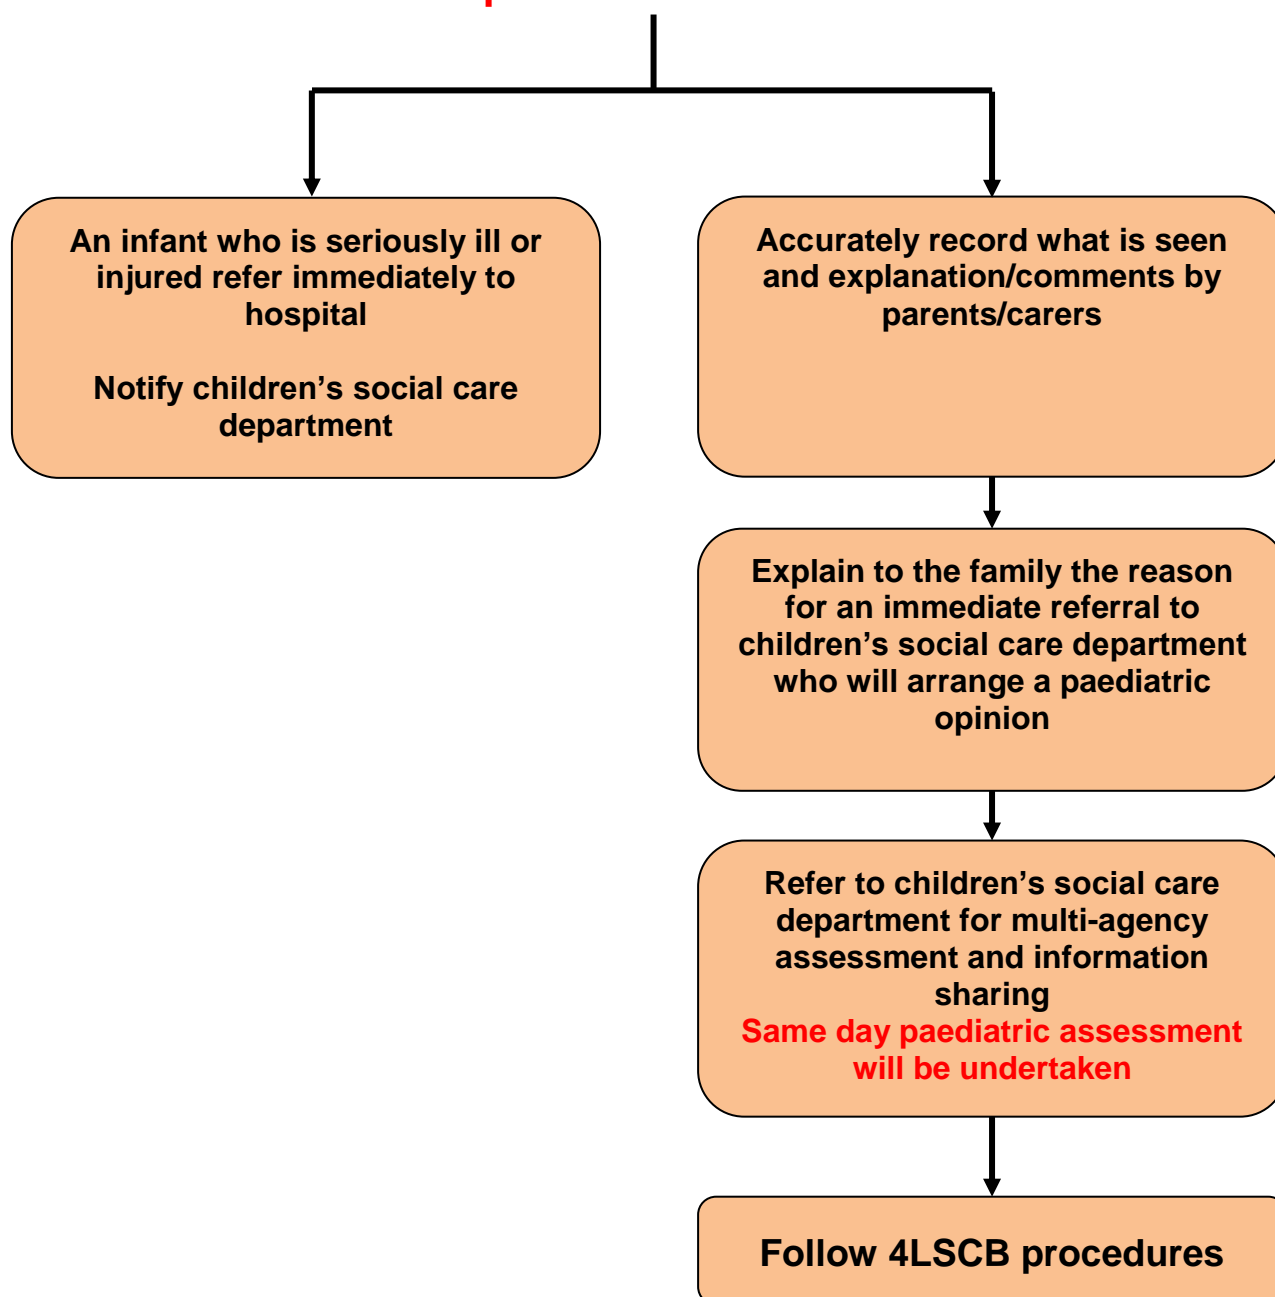 An infant who is seriously ill or
injured refer immediately to
hospital
Notify children’s social care
department
Accurately record what is seen
and explanation/comments by
parents/carers
Explain to the family the reason
for an immediate referral to
children’s social care department
who will arrange a paediatric
opinion
Refer to children’s social care
department for multi-agency
assessment and information
sharing
Same day paediatric assessment
will be undertaken
Follow 4LSCB procedures